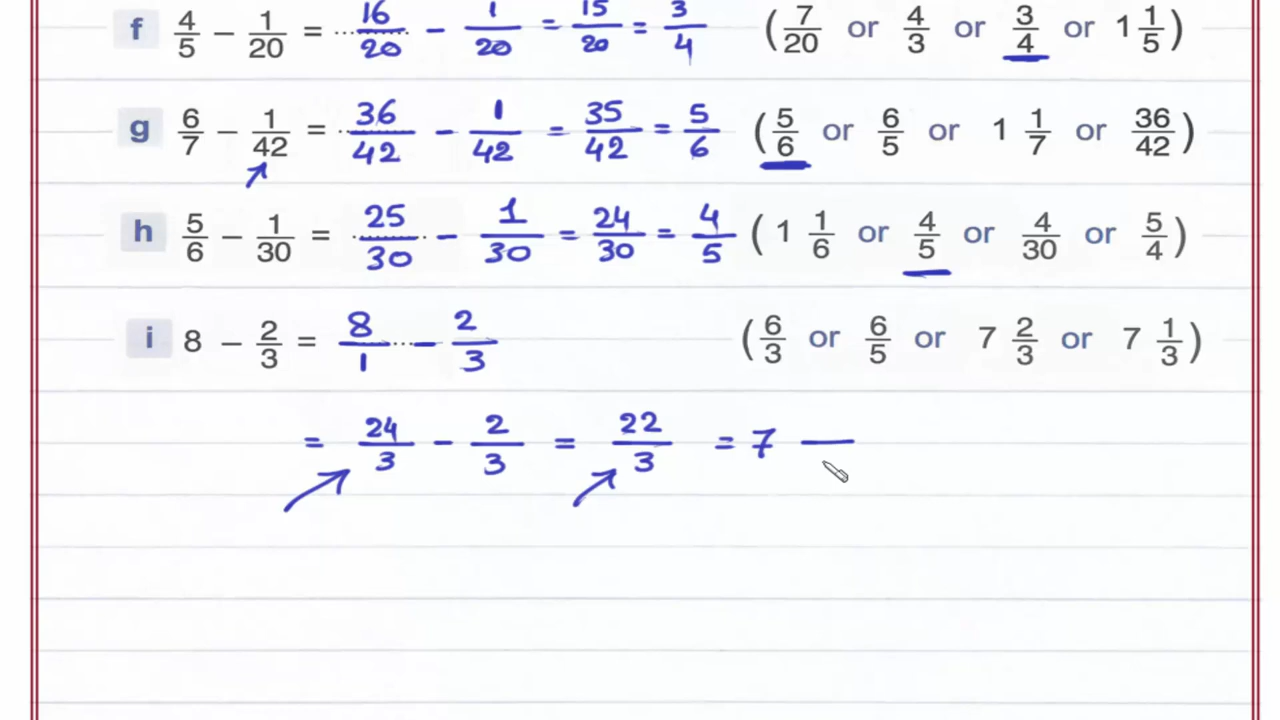 f 4/5 − 1/20 = 16/20 - 1/20 = 15/20 = 3/4 (7/20 or 4/3 or 3/4 or 1 1/5)
g 6/7 − 1/42 = 36/42 - 1/42 = 35/42 = 5/6 (5/6 or 6/5 or 1 1/7 or 36/42)
h 5/6 − 1/30 = 25/30 - 1/30 = 24/30 = 4/5 (1 1/6 or 4/5 or 4/30 or 5/4)
i 8 − 2/3 = 8/1 - 2/3 (6/3 or 6/5 or 7 2/3 or 7 1/3)
= 24/3 - 2/3 = 22/3 = 7